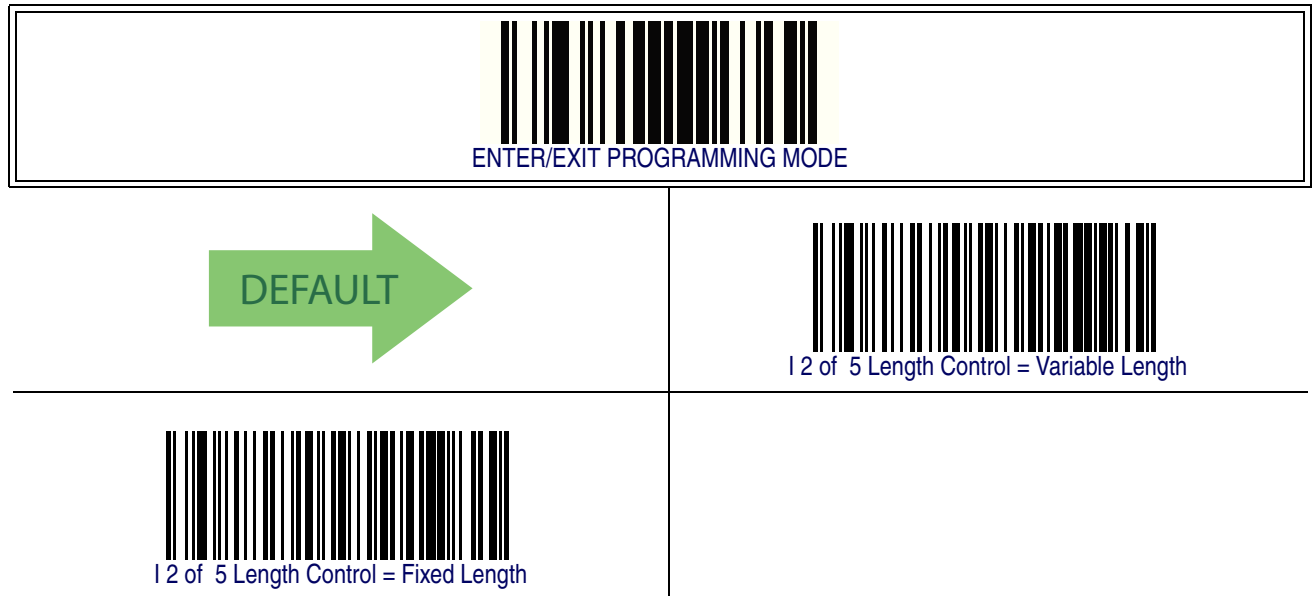 ENTER/EXIT PROGRAMMING MODE
DEFAULT
I 2 of  5 Length Control = Variable Length
I 2 of  5 Length Control = Fixed Length